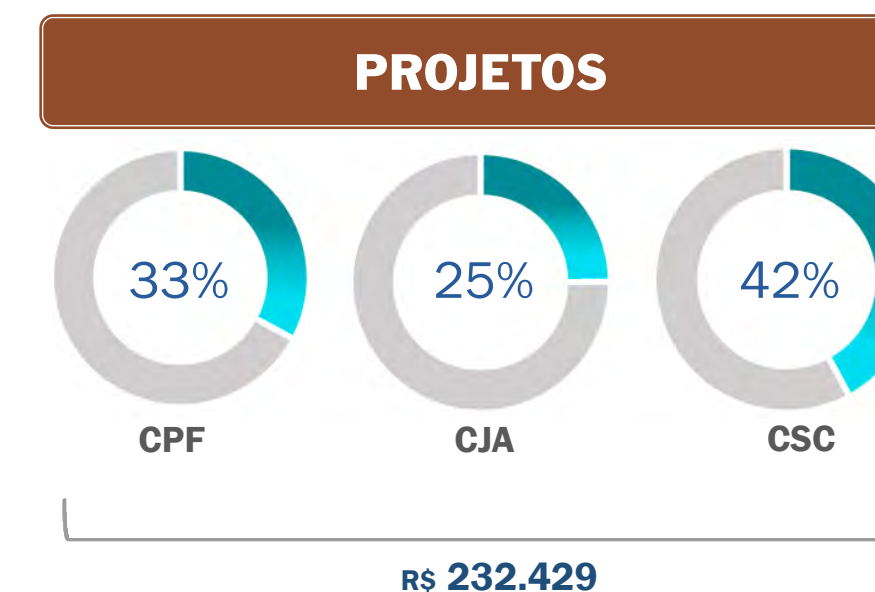 PROJETOS
33%
25%
42%
CPF
CJA
CSC
R$ 232.429